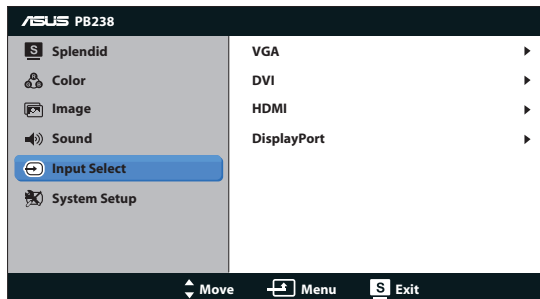 ASUS PB238
S Splendid
Color
Image
Sound
Input Select
System Setup
VGA
DVI
HDMI
DisplayPort
Move Menu S Exit